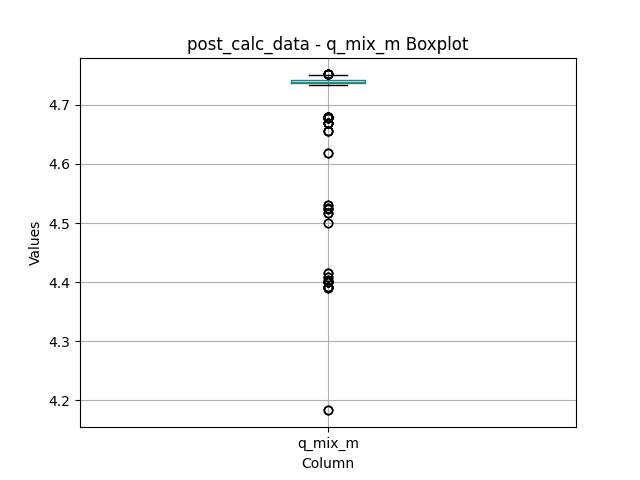 post_calc_data - q_mix_m Boxplot
4.7
4.6
4.5
4.4
4.3
4.2
Values
q_mix_m
Column